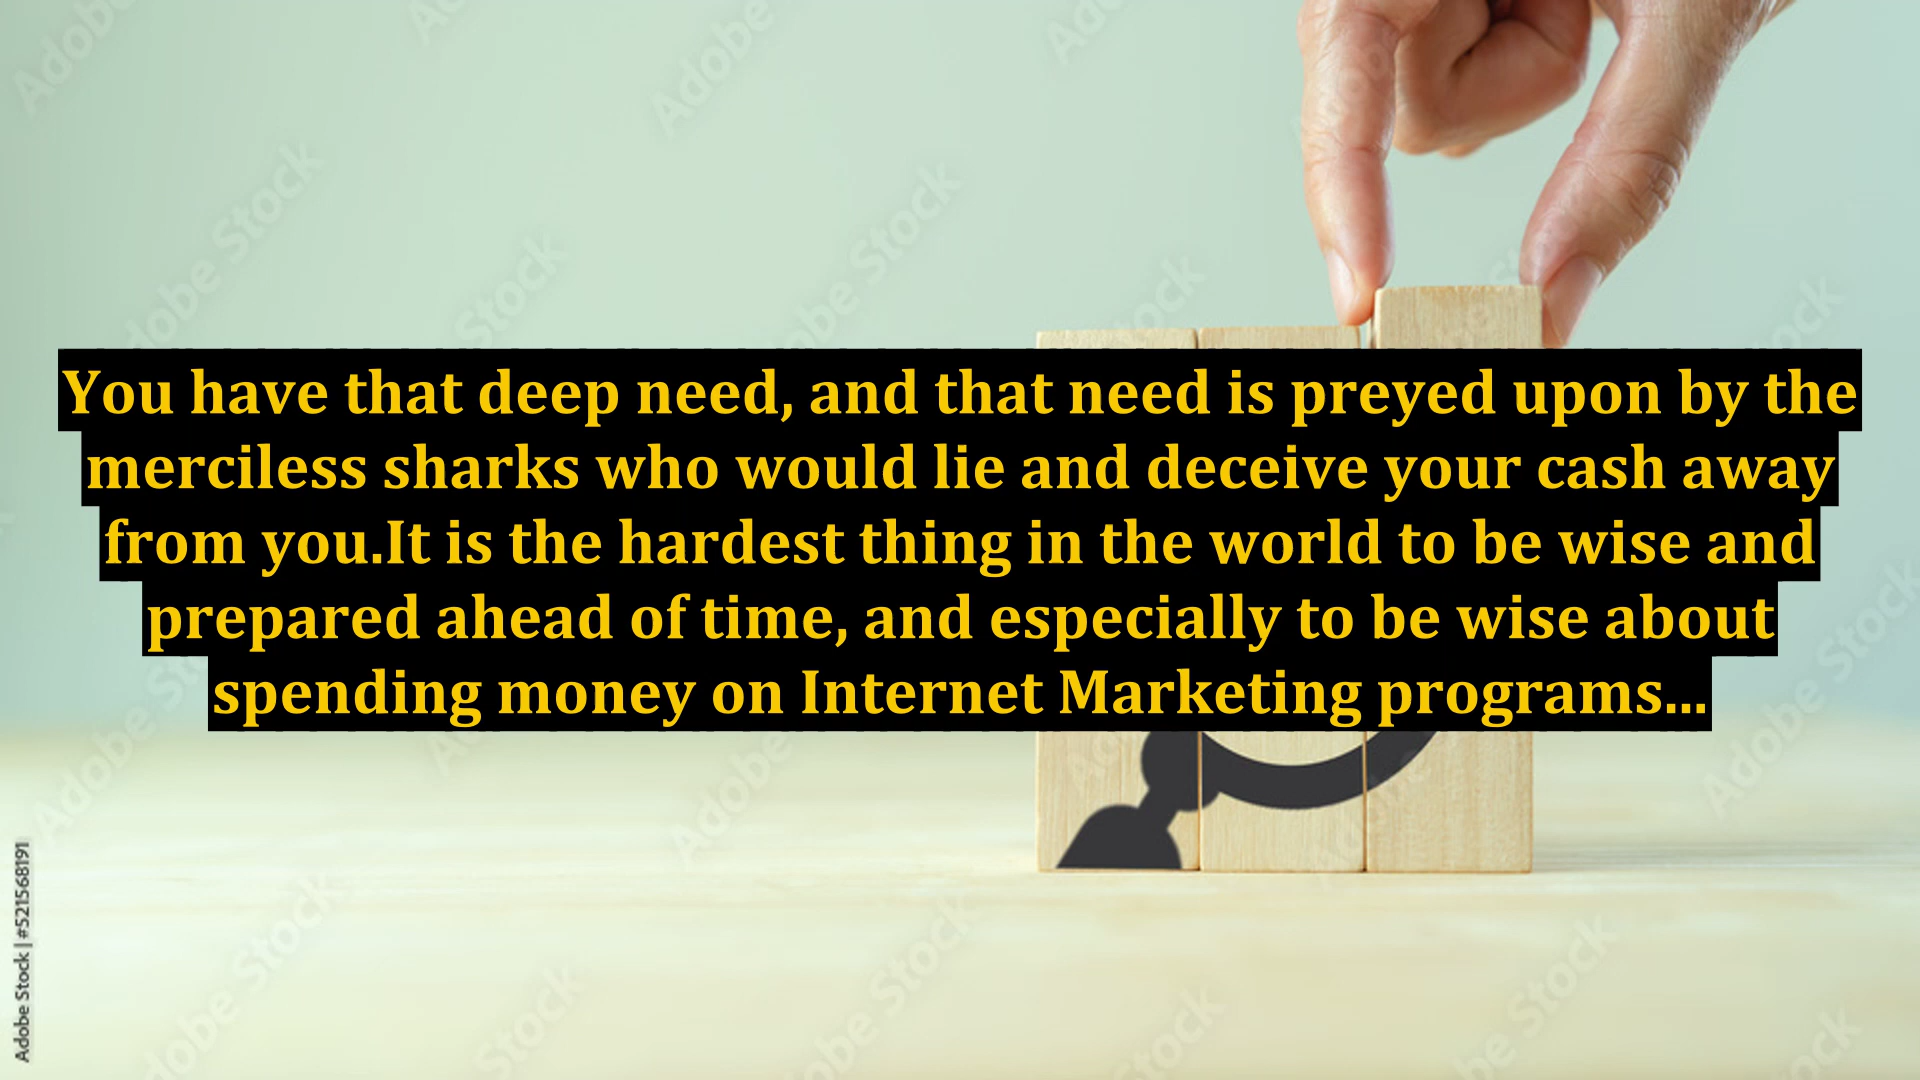 You have that deep need, and that need is preyed upon by the
merciless sharks who would lie and deceive your cash away
from you.It is the hardest thing in the world to be wise and
prepared ahead of time, and especially to be wise about
spending money on Internet Marketing programs...
Adobe Stock | #521568191
Adobe Stock